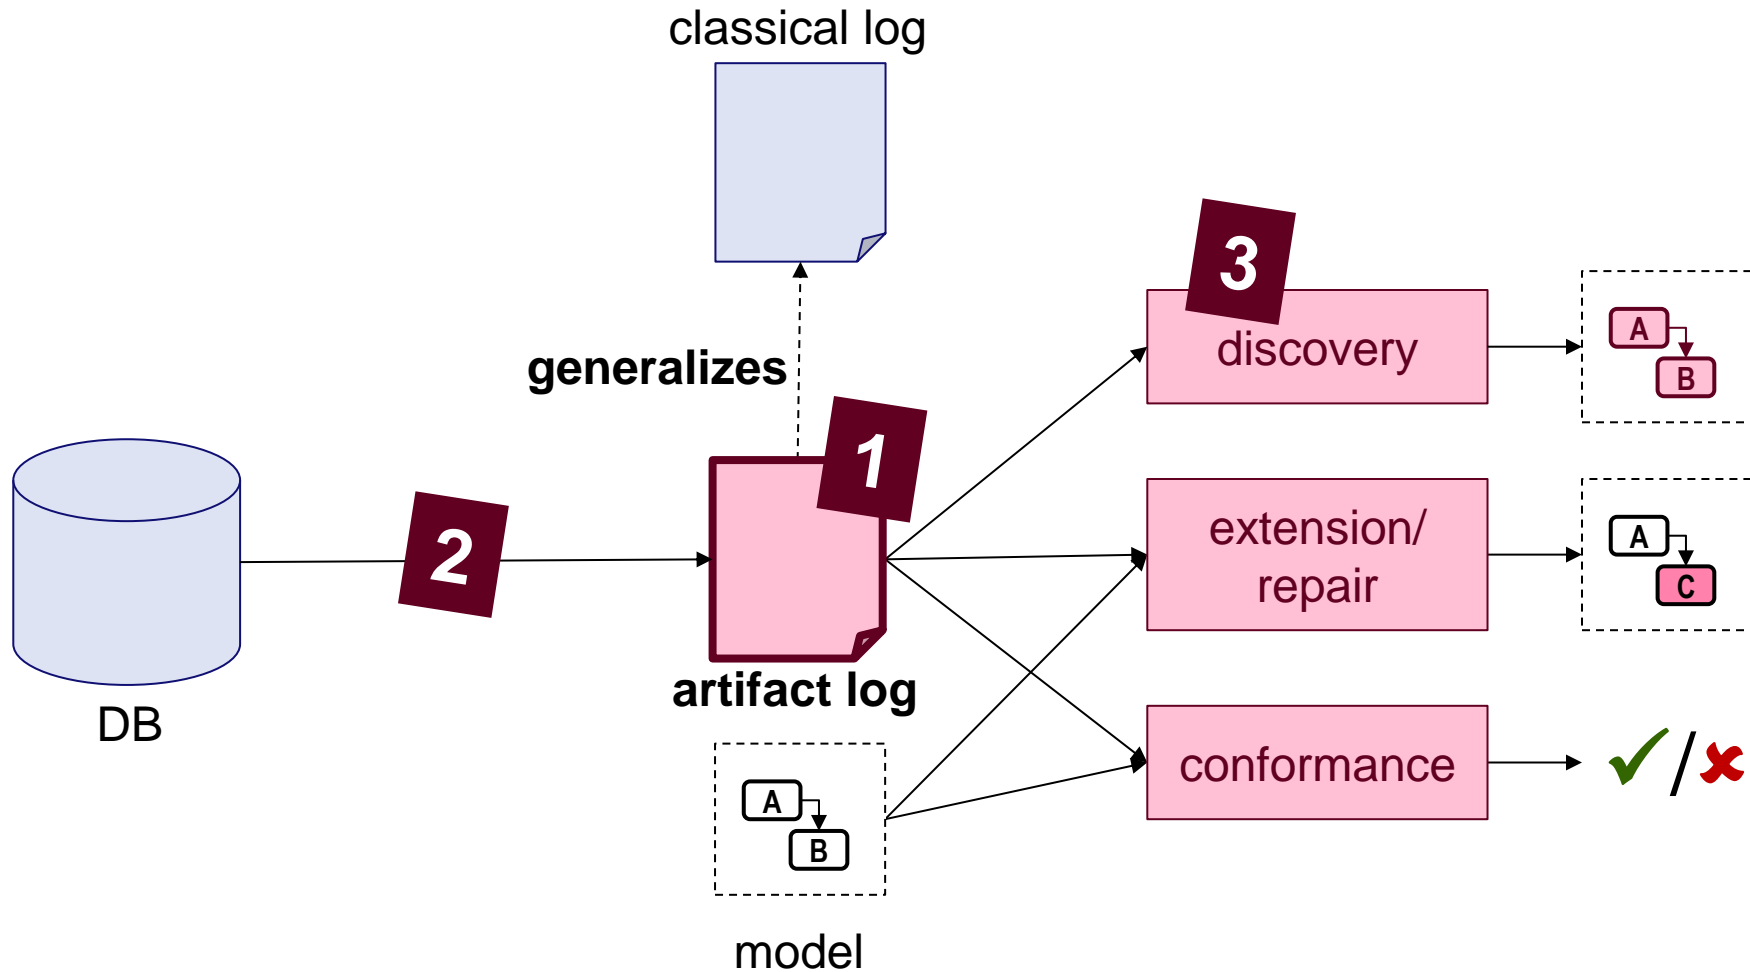 classical log
3
discovery
A
B
generalizes
1
2
extension/
repair
A
C
artifact log
DB
conformance
✓/✘
A
B
model